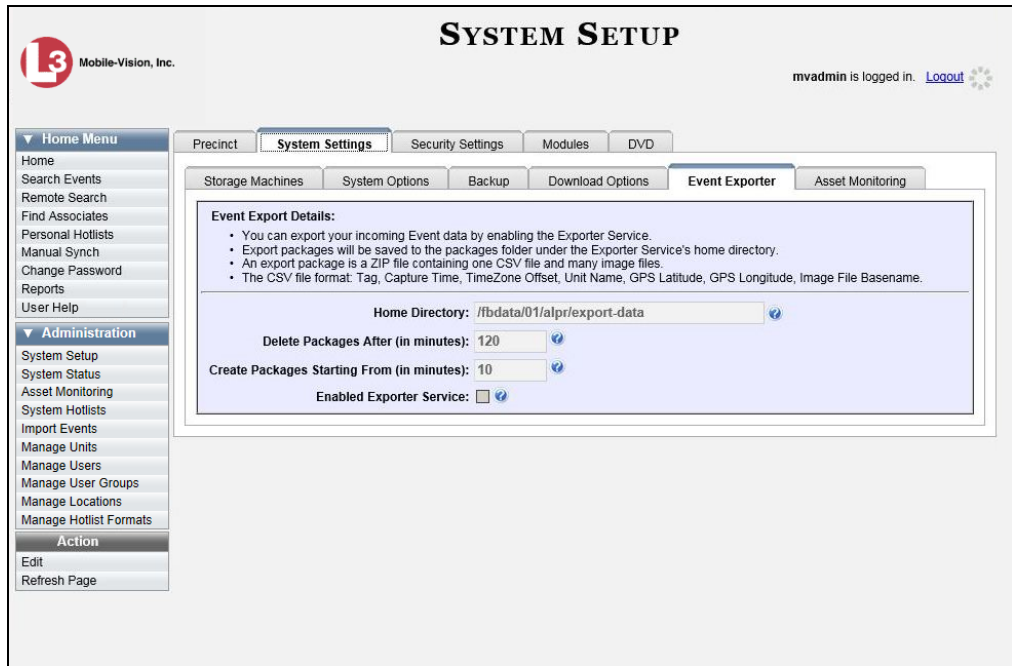 SYSTEM SETUP
L3 Mobile-Vision, Inc.
mvadmin is logged in. Logout
▼ Home Menu
Home
Search Events
Remote Search
Find Associates
Personal Hotlists
Manual Synch
Change Password
Reports
User Help
▼ Administration
System Setup
System Status
Asset Monitoring
System Hotlists
Import Events
Manage Units
Manage Users
Manage User Groups
Manage Locations
Manage Hotlist Formats
Action
Edit
Refresh Page
Precinct System Settings Security Settings Modules DVD
Storage Machines System Options Backup Download Options Event Exporter Asset Monitoring
Event Export Details:
• You can export your incoming Event data by enabling the Exporter Service.
• Export packages will be saved to the packages folder under the Exporter Service's home directory.
• An export package is a ZIP file containing one CSV file and many image files.
• The CSV file format: Tag, Capture Time, TimeZone Offset, Unit Name, GPS Latitude, GPS Longitude, Image File Basename.
Home Directory: /fbdata/01/alpr/export-data ?
Delete Packages After (in minutes): 120 ?
Create Packages Starting From (in minutes): 10 ?
Enabled Exporter Service: ?